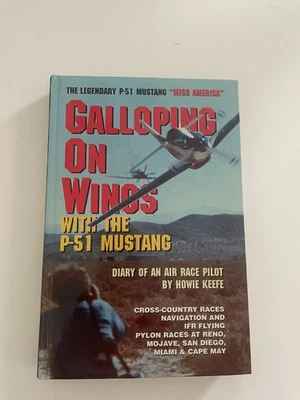 THE LEGENDARY P-51 MUSTANG "MISS AMERICA"
GALLOPING
ON
WINGS
WITH THE
P-51 MUSTANG
DIARY OF AN AIR RACE PILOT
BY HOWIE KEEFE
CROSS-COUNTRY RACES
NAVIGATION AND
IFR FLYING
PYLON RACES AT RENO,
MOJAVE, SAN DIEGO,
MIAMI & CAPE MAY